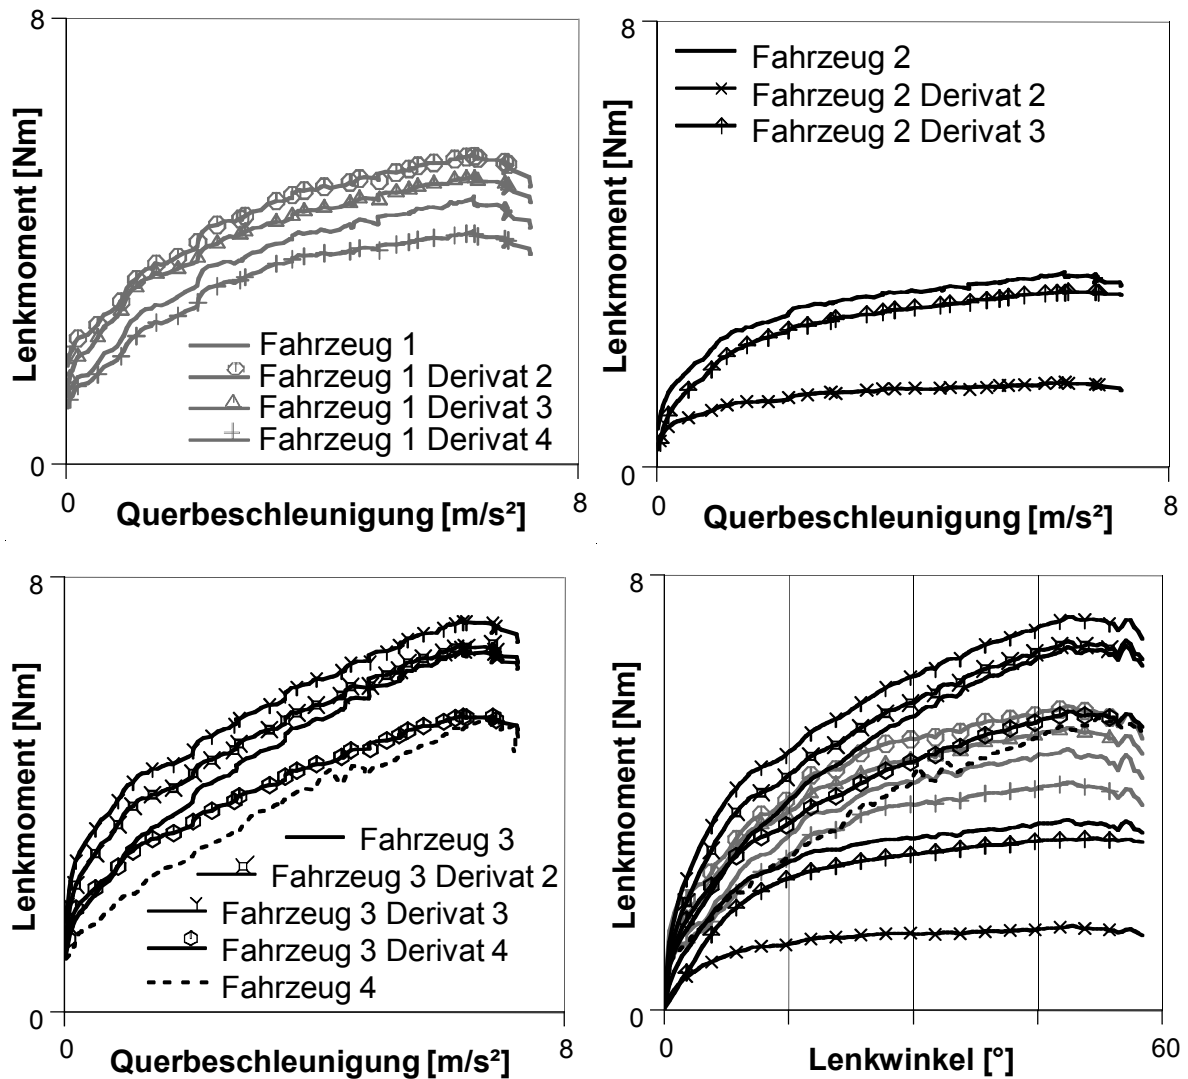 8
Lenkmoment [Nm]
Fahrzeug 1
Fahrzeug 1 Derivat 2
Fahrzeug 1 Derivat 3
Fahrzeug 1 Derivat 4
0
0
8
Querbeschleunigung [m/s²]
8
Lenkmoment [Nm]
Fahrzeug 2
Fahrzeug 2 Derivat 2
Fahrzeug 2 Derivat 3
0
0
8
Querbeschleunigung [m/s²]
8
Lenkmoment [Nm]
Fahrzeug 3
Fahrzeug 3 Derivat 2
Fahrzeug 3 Derivat 3
Fahrzeug 3 Derivat 4
Fahrzeug 4
0
0
8
Querbeschleunigung [m/s²]
8
Lenkmoment [Nm]
0
0
60
Lenkwinkel [°]